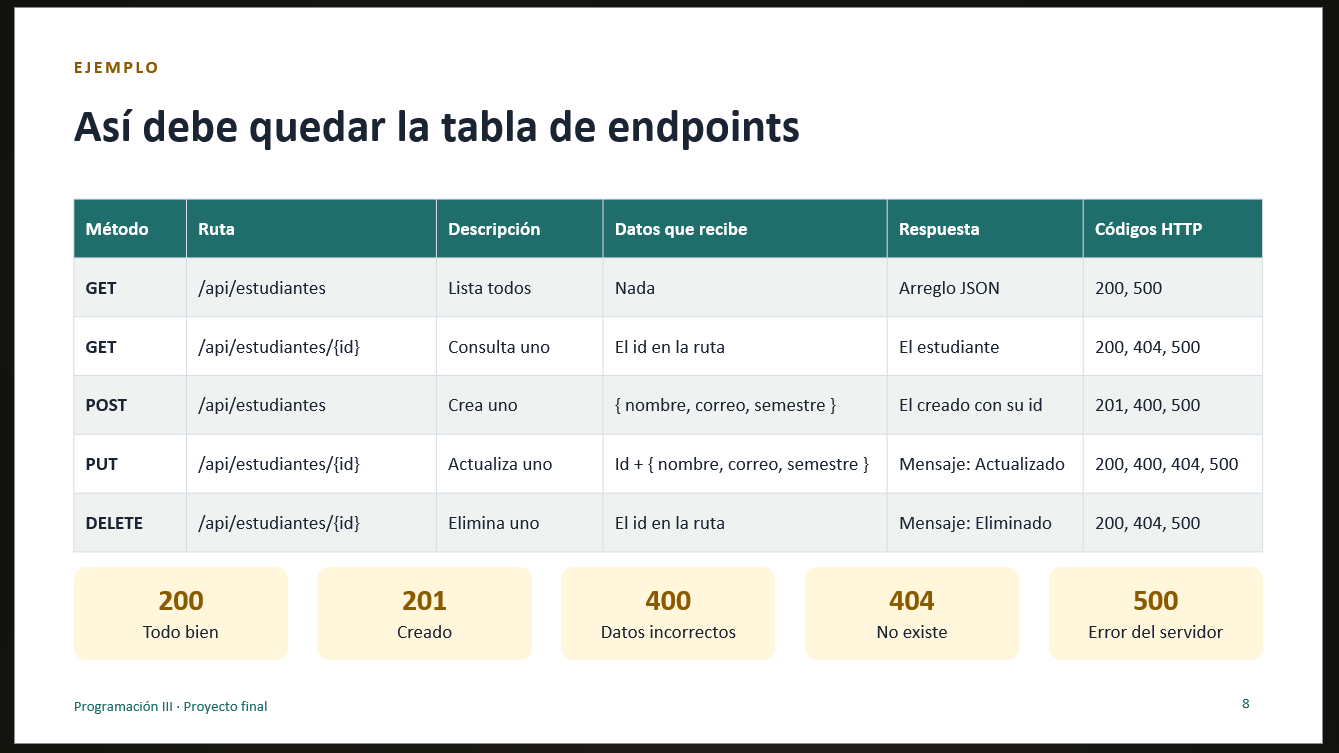 EJEMPLO
Así debe quedar la tabla de endpoints
Método Ruta Descripción Datos que recibe Respuesta Códigos HTTP
GET /api/estudiantes Lista todos Nada Arreglo JSON 200, 500
GET /api/estudiantes/{id} Consulta uno El id en la ruta El estudiante 200, 404, 500
POST /api/estudiantes Crea uno { nombre, correo, semestre } El creado con su id 201, 400, 500
PUT /api/estudiantes/{id} Actualiza uno Id + { nombre, correo, semestre } Mensaje: Actualizado 200, 400, 404, 500
DELETE /api/estudiantes/{id} Elimina uno El id en la ruta Mensaje: Eliminado 200, 404, 500
200 201 400 404 500
Todo bien Creado Datos incorrectos No existe Error del servidor
Programación III · Proyecto final 8